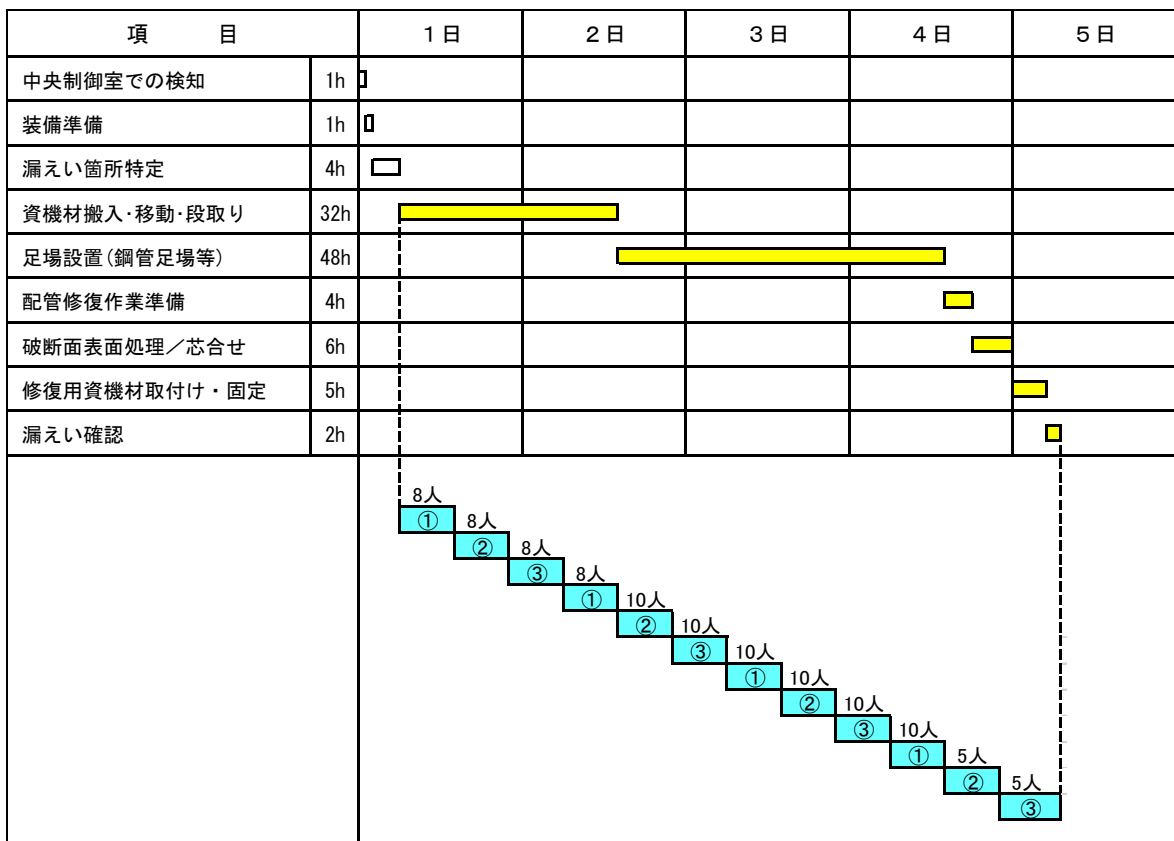 項　　目 １日 ２日 ３日 ４日 ５日
中央制御室での検知 1h
装備準備 1h
漏えい箇所特定 4h
資機材搬入･移動･段取り 32h
足場設置(鋼管足場等) 48h
配管修復作業準備 4h
破断面表面処理／芯合せ 6h
修復用資機材取付け・固定 5h
漏えい確認 2h
8人
① 8人
② 8人
③ 8人
① 10人
② 10人
③ 10人
① 10人
② 10人
③ 10人
① 5人
② 5人
③